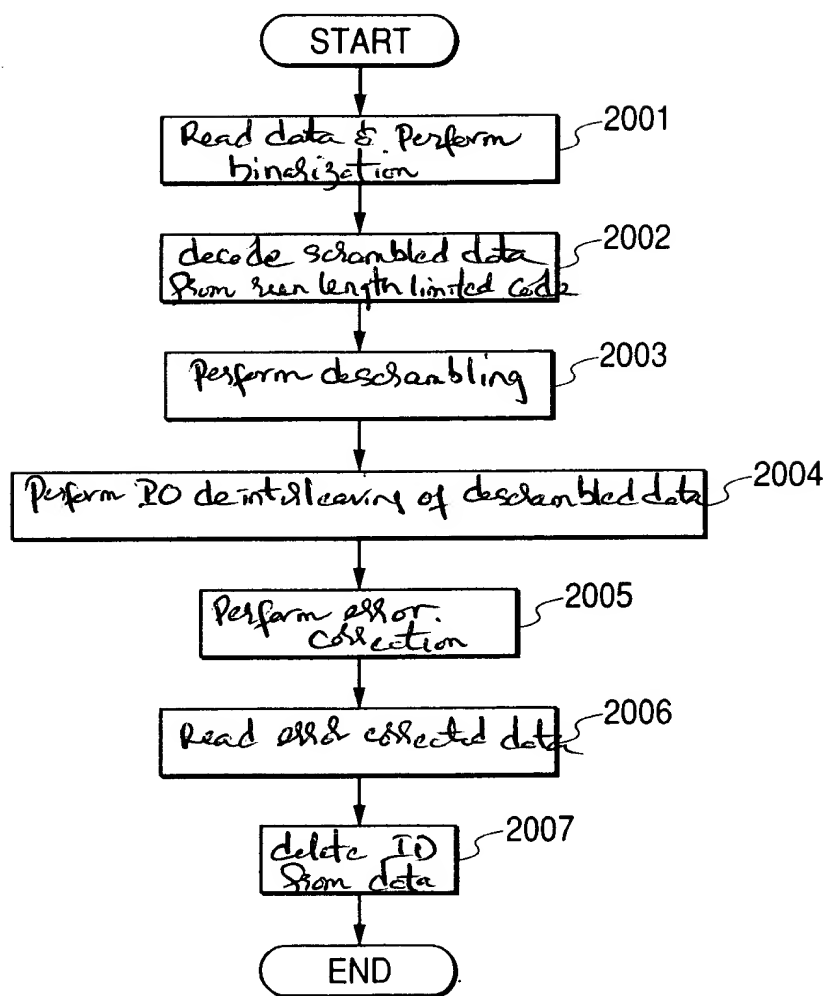 START
Read data & Perform
binarization
2001
decode scrambled data
from run length limited code
2002
Perform descrambling
2003
Perform PO deinterleaving of descrambled data
2004
Perform error
correction
2005
Read error corrected data
2006
delete ID
from data
2007
END